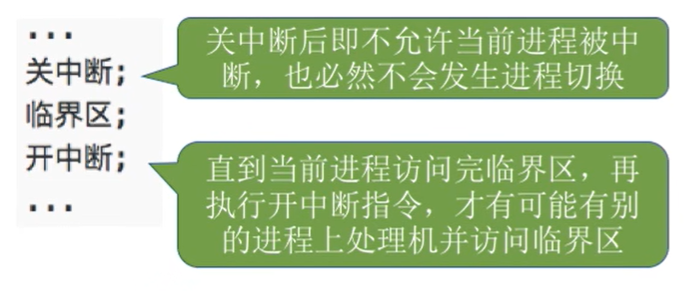 ...
关中断;
临界区;
开中断;
...
关中断后即不允许当前进程被中
断，也必然不会发生进程切换
直到当前进程访问完临界区，再
执行开中断指令，才有可能有别
的进程上处理机并访问临界区